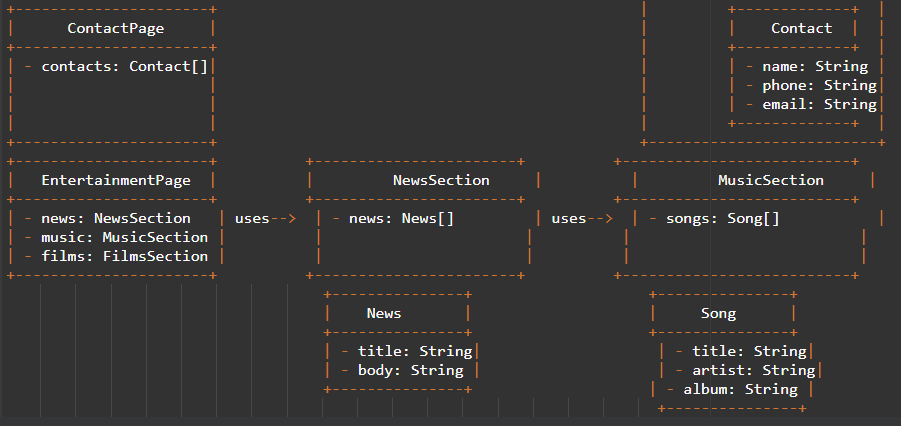 ContactPage Contact
- contacts: Contact[] - name: String
- phone: String
- email: String
EntertainmentPage NewsSection MusicSection
- news: NewsSection uses--> - news: News[] uses--> - songs: Song[]
- music: MusicSection
- films: FilmsSection
News Song
- title: String - title: String
- body: String - artist: String
- album: String